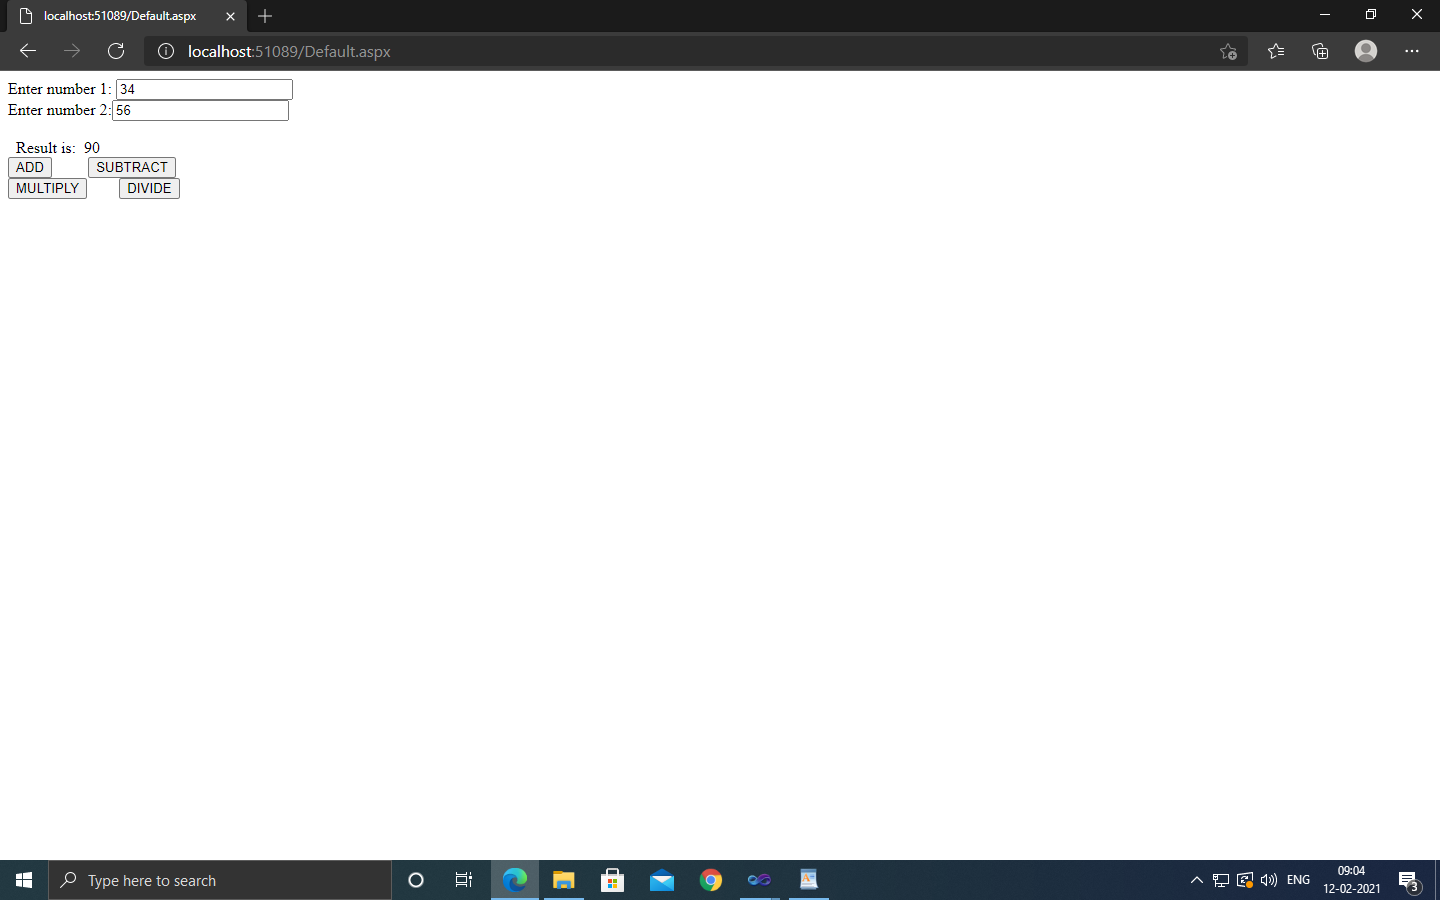 localhost:51089/Default.aspx
localhost:51089/Default.aspx
Enter number 1: 34
Enter number 2: 56
Result is: 90
ADD SUBTRACT
MULTIPLY DIVIDE
Type here to search
ENG
09:04
12-02-2021
3